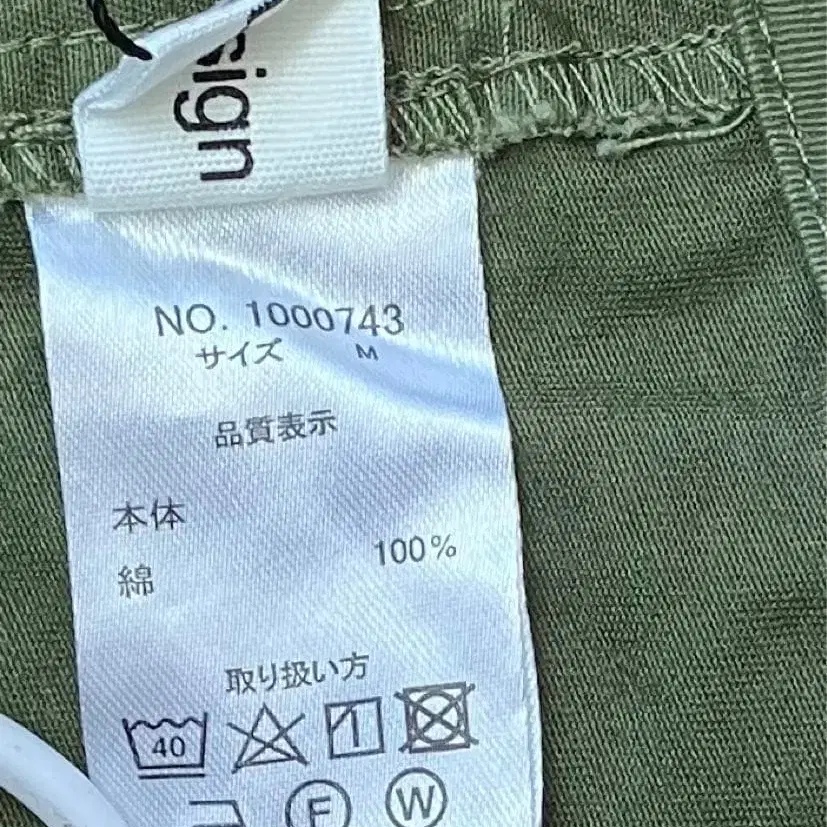 sign
NO. 1000743
サイズ M
品質表示
本体
綿 100%
取り扱い方
40
F W